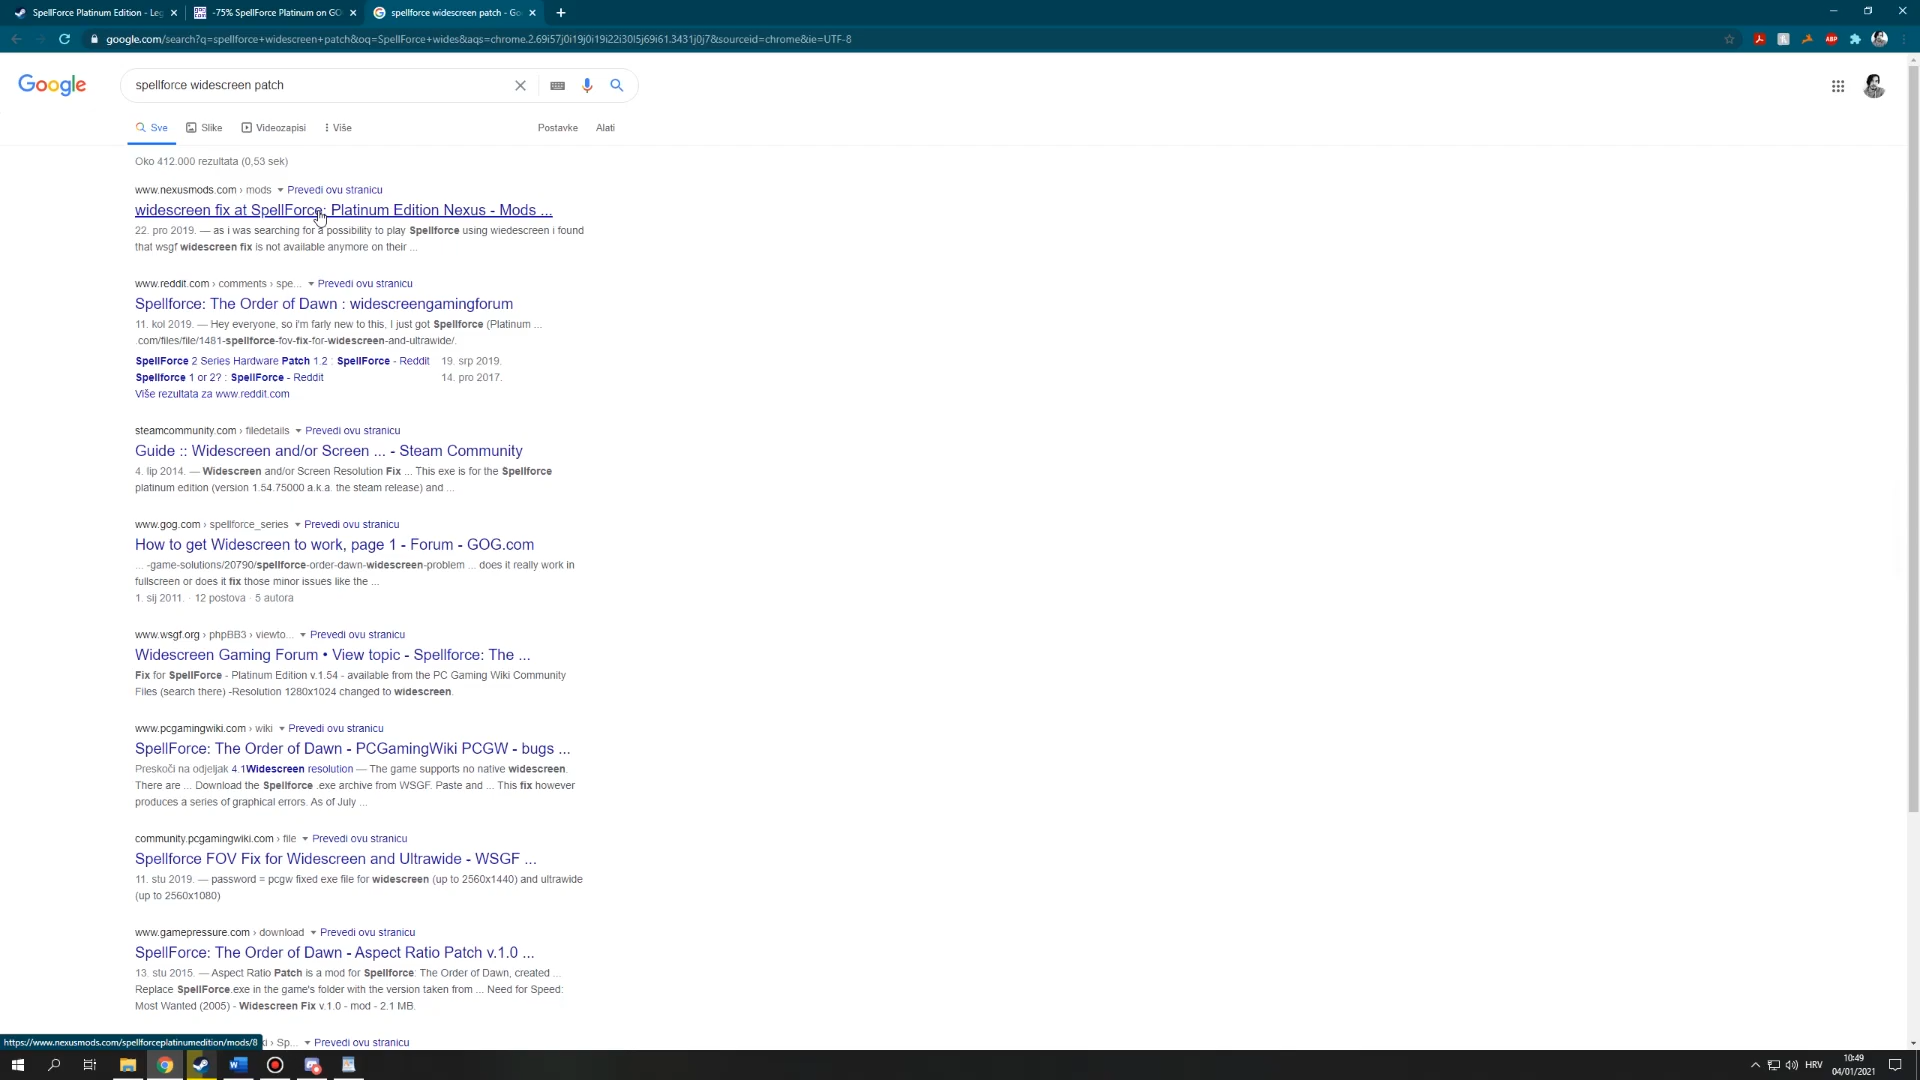 SpellForce Platinum Edition - Leg
-75% SpellForce Platinum on GO
spellforce widescreen patch - Go
google.com/search?q=spellforce+widescreen+patch&oq=SpellForce+wides&aqs=chrome.2.69i57j0i19j0i19i22i30l5j69i61.3431j0j7&sourceid=chrome&ie=UTF-8
ABP
Google
spellforce widescreen patch
Sve
Slike
Videozapisi
Više
Postavke
Alati
Oko 412.000 rezultata (0,53 sek)
www.nexusmods.com › mods Prevedi ovu stranicu
widescreen fix at SpellForce: Platinum Edition Nexus - Mods ...
22. pro 2019. — as i was searching for a possibility to play Spellforce using wiedescreen i found
that wsgf widescreen fix is not available anymore on their ...
www.reddit.com › comments › spe... Prevedi ovu stranicu
Spellforce: The Order of Dawn : widescreengamingforum
11. kol 2019. — Hey everyone, so i'm farly new to this, I just got Spellforce (Platinum ...
.com/files/file/1481-spellforce-fov-fix-for-widescreen-and-ultrawide/.
SpellForce 2 Series Hardware Patch 1.2 : SpellForce - Reddit 19. srp 2019.
Spellforce 1 or 2? : SpellForce - Reddit 14. pro 2017.
Više rezultata za www.reddit.com
steamcommunity.com › filedetails Prevedi ovu stranicu
Guide :: Widescreen and/or Screen ... - Steam Community
4. lip 2014. — Widescreen and/or Screen Resolution Fix ... This exe is for the Spellforce
platinum edition (version 1.54.75000 a.k.a. the steam release) and ...
www.gog.com › spellforce_series Prevedi ovu stranicu
How to get Widescreen to work, page 1 - Forum - GOG.com
... -game-solutions/20790/spellforce-order-dawn-widescreen-problem ... does it really work in
fullscreen or does it fix those minor issues like the ...
1. sij 2011. · 12 postova · 5 autora
www.wsgf.org › phpBB3 › viewto... Prevedi ovu stranicu
Widescreen Gaming Forum • View topic - Spellforce: The ...
Fix for SpellForce - Platinum Edition v.1.54 - available from the PC Gaming Wiki Community
Files (search there) -Resolution 1280x1024 changed to widescreen.
www.pcgamingwiki.com › wiki Prevedi ovu stranicu
SpellForce: The Order of Dawn - PCGamingWiki PCGW - bugs ...
Preskoči na odjeljak 4.1Widescreen resolution — The game supports no native widescreen.
There are ... Download the Spellforce .exe archive from WSGF. Paste and ... This fix however
produces a series of graphical errors. As of July ...
community.pcgamingwiki.com › file Prevedi ovu stranicu
Spellforce FOV Fix for Widescreen and Ultrawide - WSGF ...
11. stu 2019. — password = pcgw fixed exe file for widescreen (up to 2560x1440) and ultrawide
(up to 2560x1080)
www.gamepressure.com › download Prevedi ovu stranicu
SpellForce: The Order of Dawn - Aspect Ratio Patch v.1.0 ...
13. stu 2015. — Aspect Ratio Patch is a mod for Spellforce: The Order of Dawn, created ...
Replace SpellForce.exe in the game's folder with the version taken from ... Need for Speed:
Most Wanted (2005) - Widescreen Fix v.1.0 - mod - 2.1 MB.
https://www.nexusmods.com/spellforceplatinumedition/mods/8
› Sp... Prevedi ovu stranicu
HRV
10:49
04/01/2021